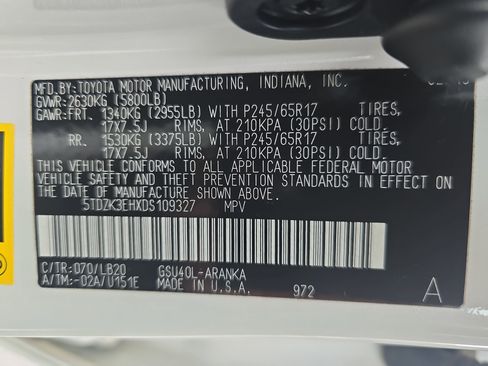 MFD.BY:TOYOTA MOTOR MANUFACTURING, INDIANA, INC.
GVWR:2630KG (5800LB)
GAWR:FRT. 1340KG (2955LB) WITH P245/65R17 TIRES,
17X7.5J RIMS, AT 210KPA (30PSI) COLD.
RR. 1530KG (3375LB) WITH P245/65R17 TIRES,
17X7.5J RIMS, AT 210KPA (30PSI) COLD.
THIS VEHICLE CONFORMS TO ALL APPLICABLE FEDERAL MOTOR
VEHICLE SAFETY AND THEFT PREVENTION STANDARDS IN EFFECT
ON THE DATE OF MANUFACTURE SHOWN ABOVE.
5TDZK3EHXDS109327 MPV
C/TR:070/LB20 GSU40L-ARANKA
A/TM:-02A/U151E MADE IN U.S.A. 972 A